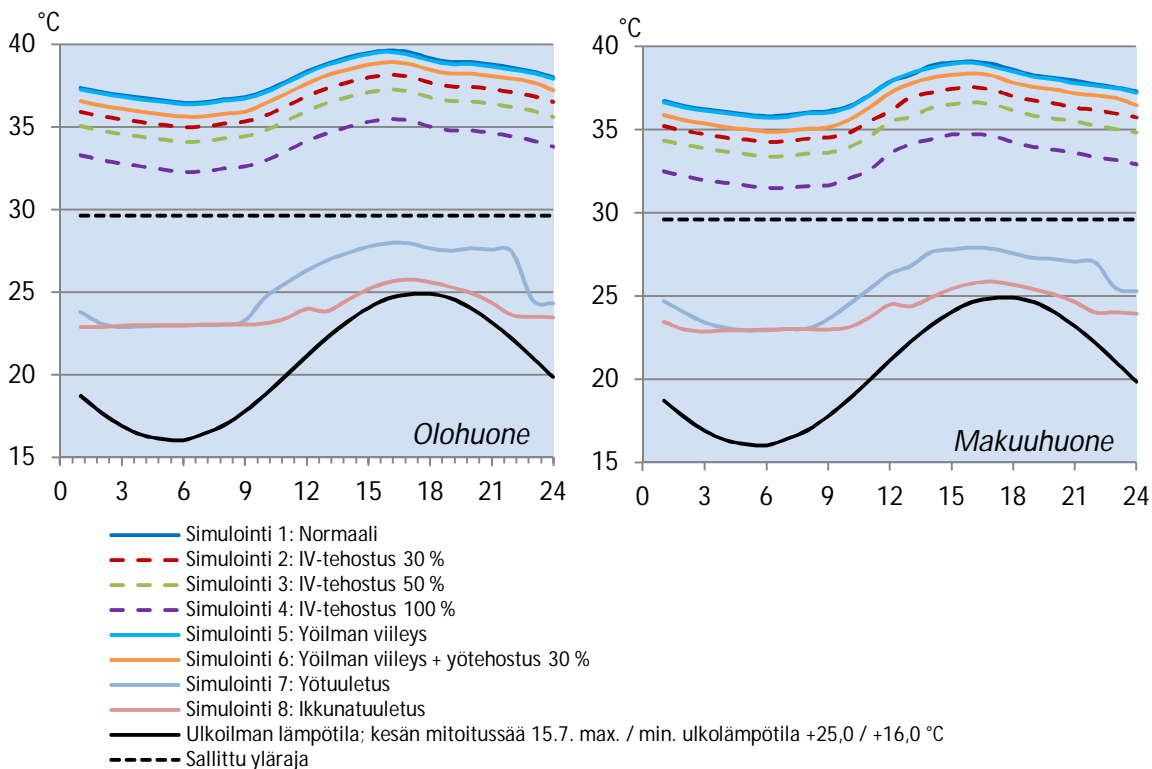 °C
40
35
30
25
20
15
0 3 6 9 12 15 18 21 24
Olohuone
°C
40
35
30
25
20
15
0 3 6 9 12 15 18 21 24
Makuuhuone
Simulointi 1: Normaali
Simulointi 2: IV-tehostus 30 %
Simulointi 3: IV-tehostus 50 %
Simulointi 4: IV-tehostus 100 %
Simulointi 5: Yöilman viileys
Simulointi 6: Yöilman viileys + yötehostus 30 %
Simulointi 7: Yötuuletus
Simulointi 8: Ikkunatuuletus
Ulkoilman lämpötila; kesän mitoitussää 15.7. max. / min. ulkolämpötila +25,0 / +16,0 °C
Sallittu yläraja